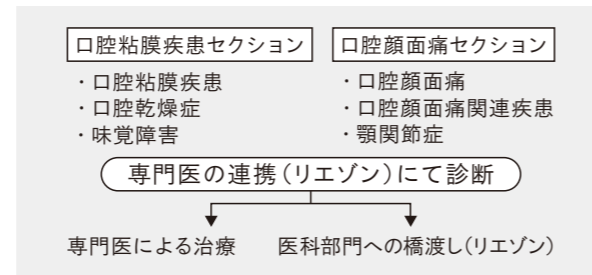 口腔粘膜疾患セクション
・口腔粘膜疾患
・口腔乾燥症
・味覚障害
口腔顔面痛セクション
・口腔顔面痛
・口腔顔面痛関連疾患
・顎関節症
専門医の連携(リエゾン)にて診断
専門医による治療
医科部門への橋渡し(リエゾン)